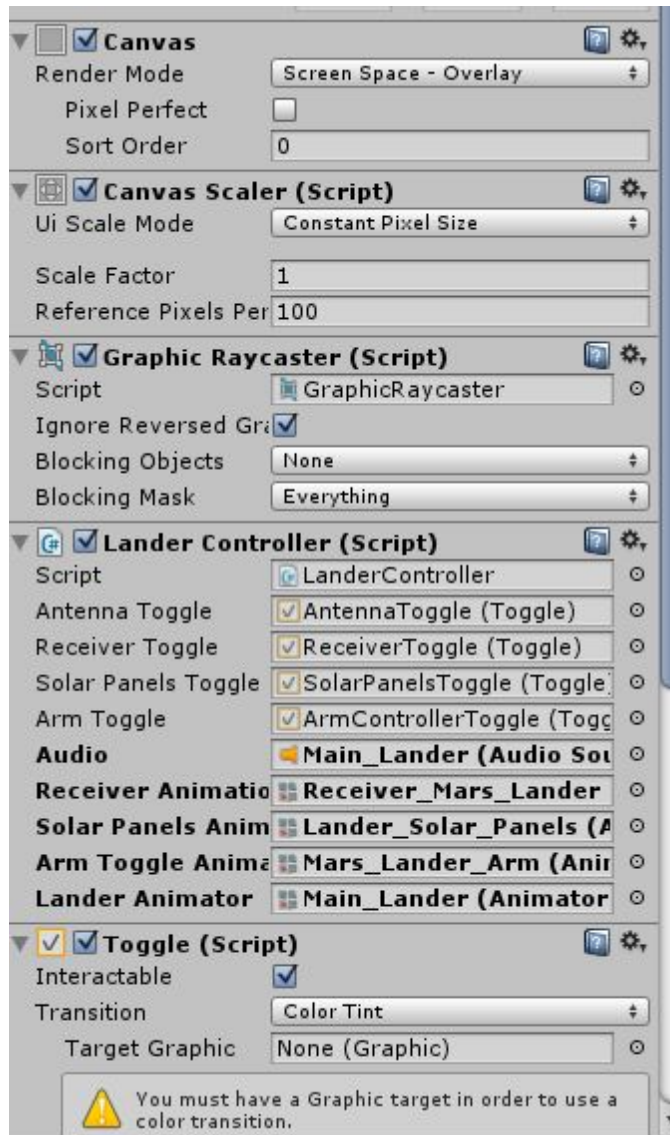 Canvas
Render Mode Screen Space - Overlay
Pixel Perfect
Sort Order 0
Canvas Scaler (Script)
Ui Scale Mode Constant Pixel Size
Scale Factor 1
Reference Pixels Per 100
Graphic Raycaster (Script)
Script GraphicRaycaster
Ignore Reversed Gra
Blocking Objects None
Blocking Mask Everything
Lander Controller (Script)
Script LanderController
Antenna Toggle AntennaToggle (Toggle)
Receiver Toggle ReceiverToggle (Toggle)
Solar Panels Toggle SolarPanelsToggle (Toggle)
Arm Toggle ArmControllerToggle (Togg
Audio Main_Lander (Audio Sou
Receiver Animatio Receiver_Mars_Lander
Solar Panels Anim Lander_Solar_Panels (A
Arm Toggle Anima Mars_Lander_Arm (Anir
Lander Animator Main_Lander (Animator
Toggle (Script)
Interactable
Transition Color Tint
Target Graphic None (Graphic)
You must have a Graphic target in order to use a
color transition.